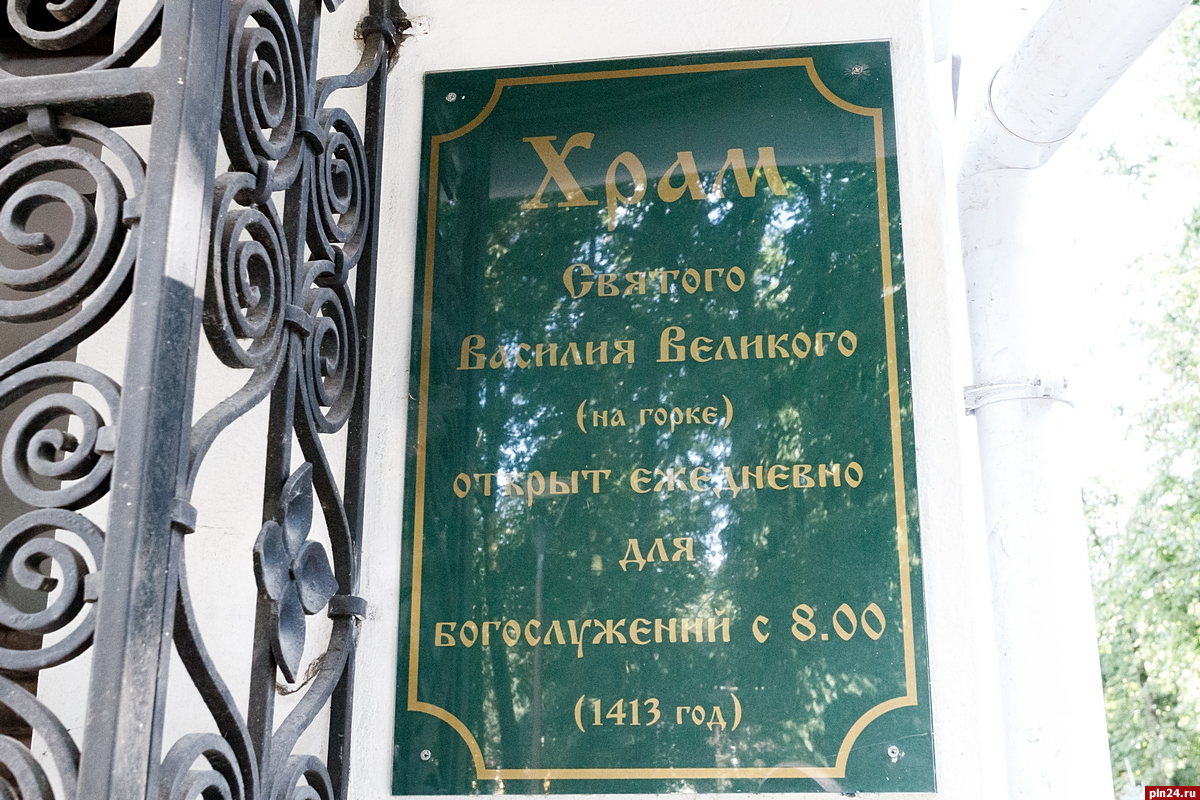 Храм
Святого
Василия Великого
(на горке)
открыт ежедневно
для
богослужений с 8.00
(1413 год)
pln24.ru